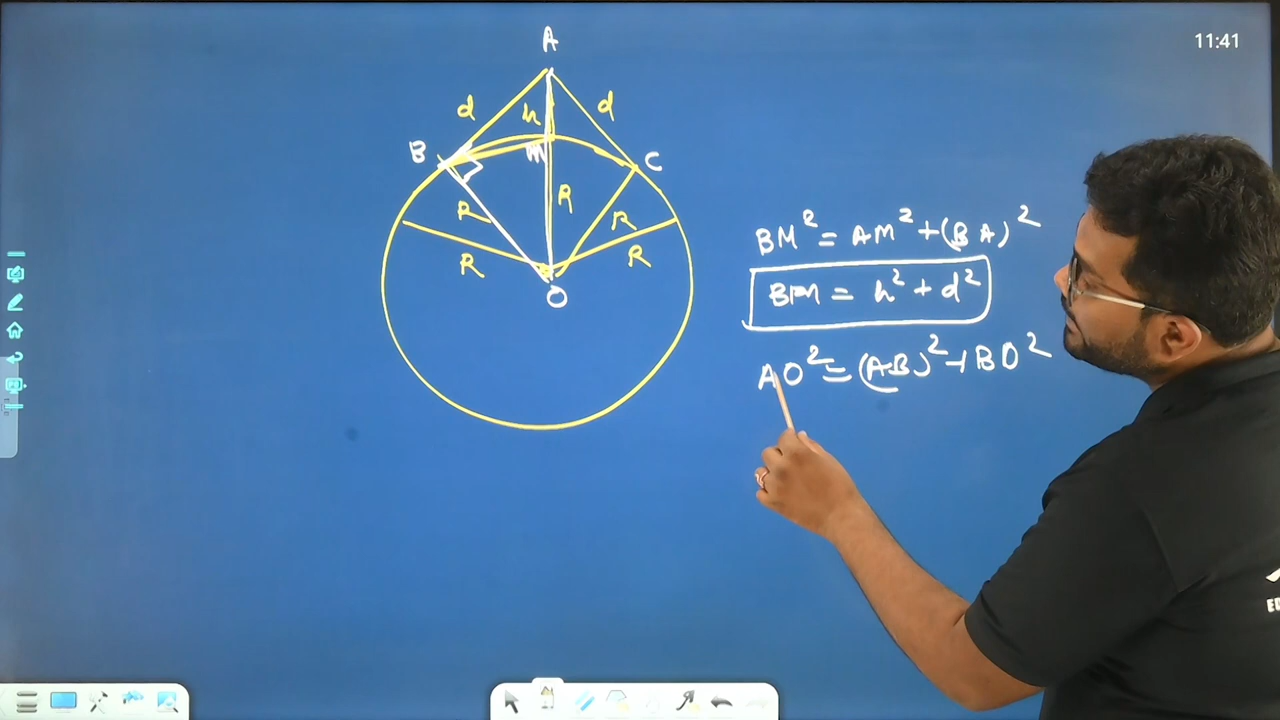 11:41
A
d h d
B M C
R R R
R R
O
BM² = AM² + (BA)²
BM = h² + d²
AO² = (AB)² + BO²